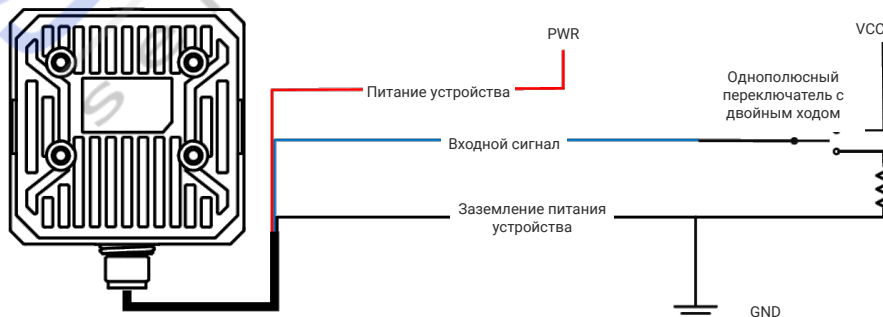 PWR
VCC
Питание устройства
Однополюсный
переключатель с
двойным ходом
Входной сигнал
Заземление питания
устройства
GND